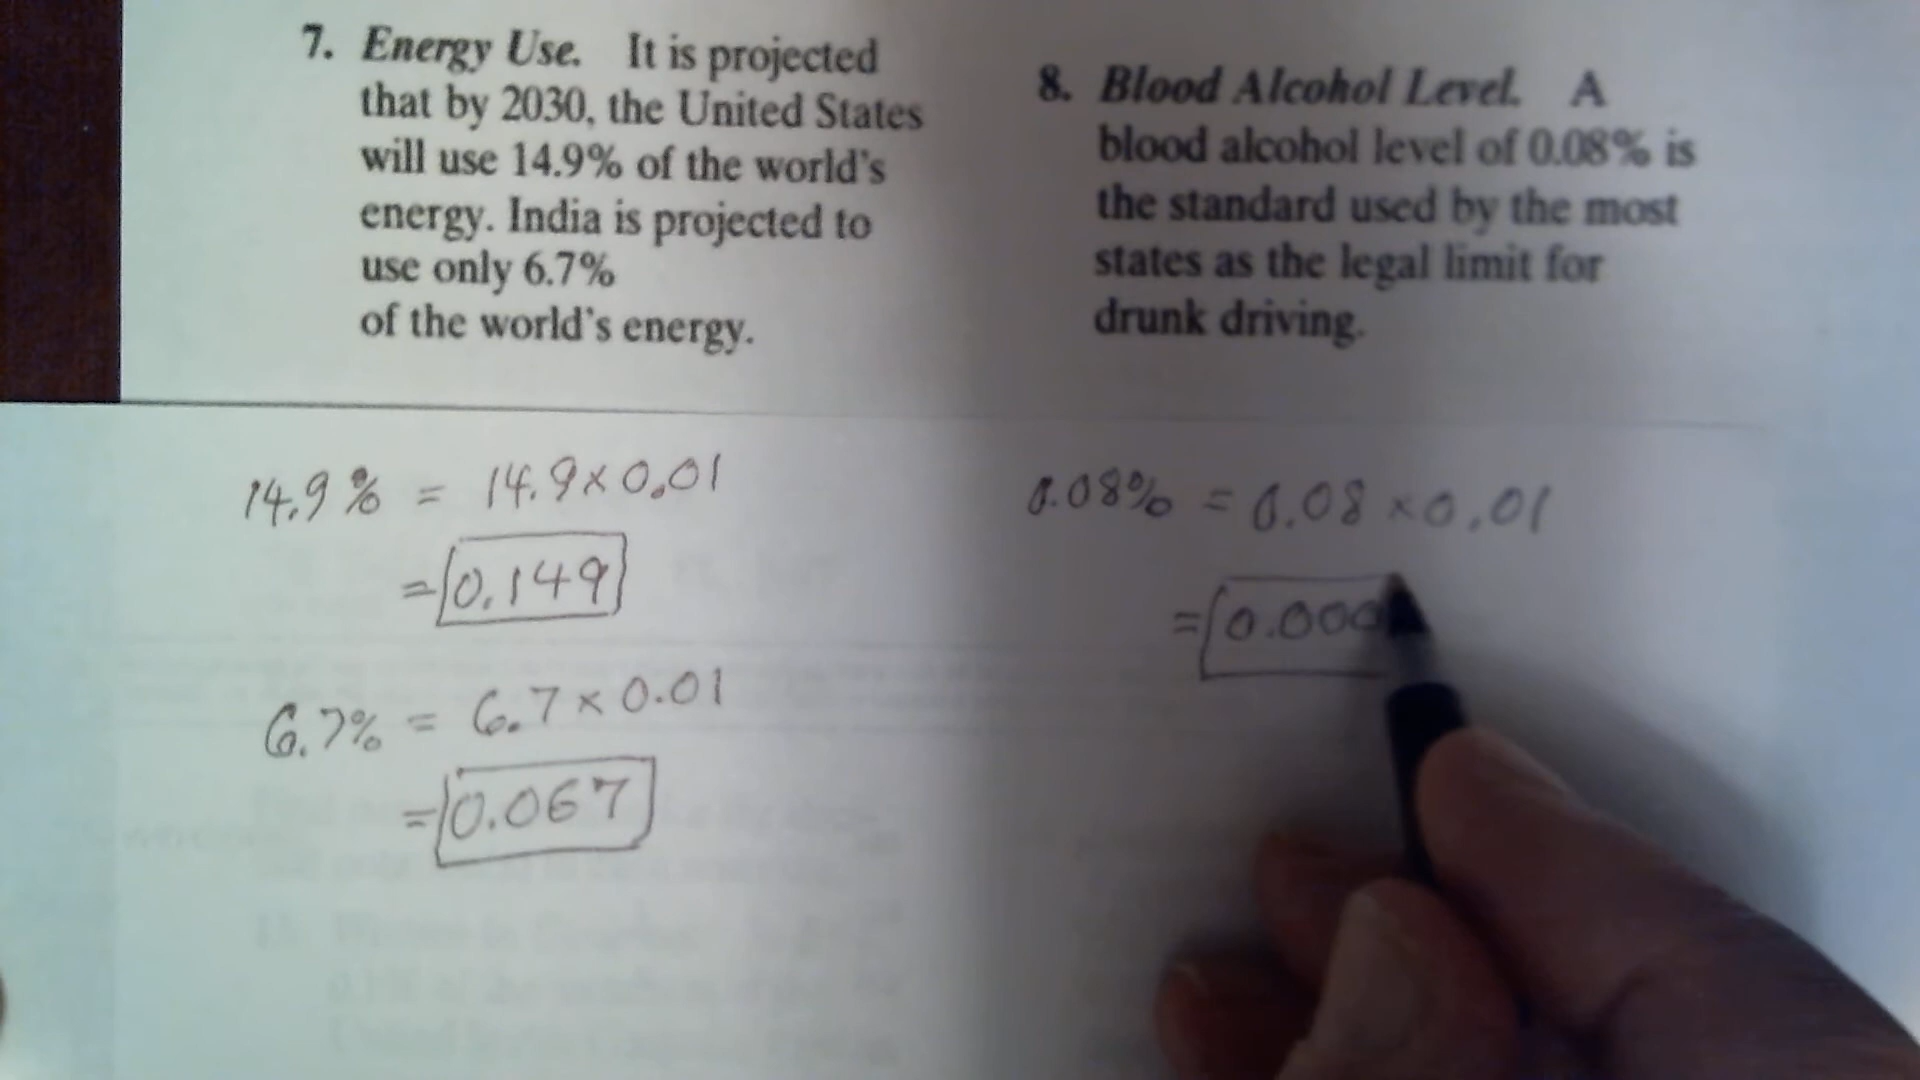 7. Energy Use. It is projected
that by 2030, the United States
will use 14.9% of the world's
energy. India is projected to
use only 6.7%
of the world's energy.
14.9% = 14.9 × 0.01
= 0.149
6.7% = 6.7 × 0.01
= 0.067
8. Blood Alcohol Level. A
blood alcohol level of 0.08% is
the standard used by the most
states as the legal limit for
drunk driving.
0.08% = 0.08 × 0.01
= 0.000